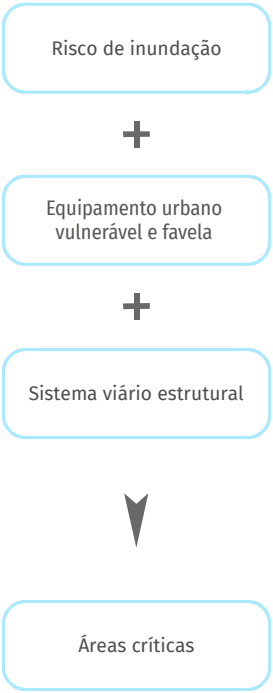 Risco de inundação
+
Equipamento urbano
vulnerável e favela
+
Sistema viário estrutural
Áreas críticas